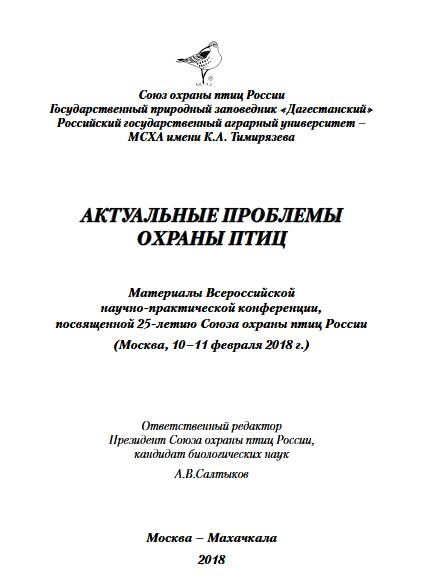 Союз охраны птиц России
Государственный природный заповедник «Дагестанский»
Российский государственный аграрный университет –
МСХА имени К.А. Тимирязева
АКТУАЛЬНЫЕ ПРОБЛЕМЫ
ОХРАНЫ ПТИЦ
Материалы Всероссийской
научно-практической конференции,
посвященной 25-летию Союза охраны птиц России
(Москва, 10–11 февраля 2018 г.)
Ответственный редактор
Президент Союза охраны птиц России,
кандидат биологических наук
А.В.Салтыков
Москва – Махачкала
2018